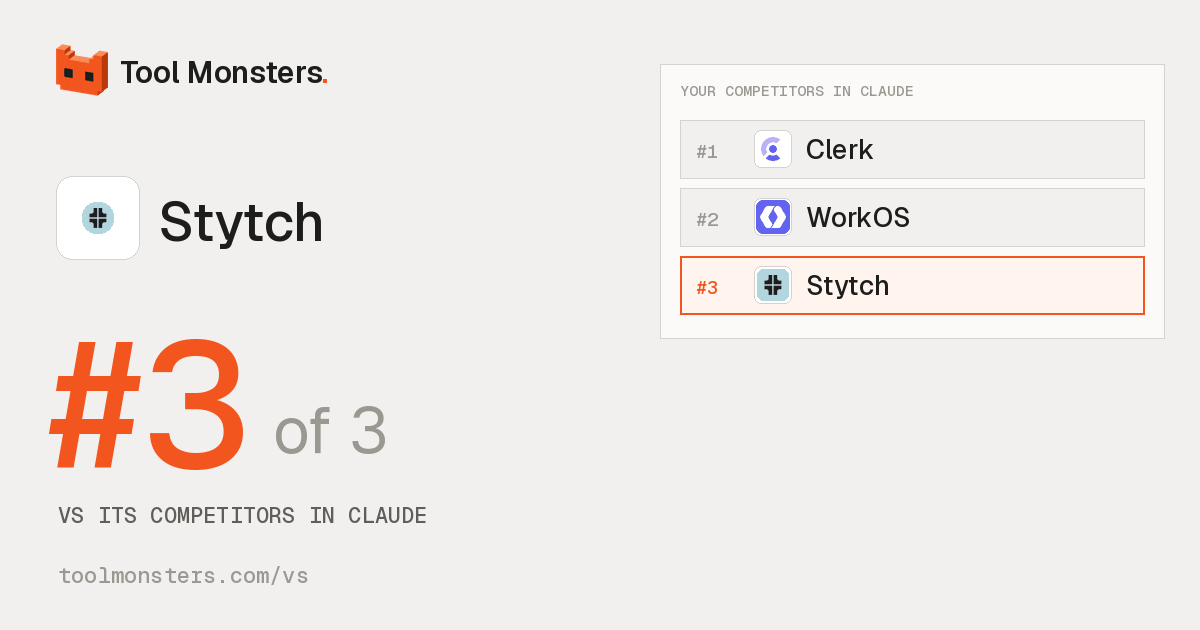 Tool Monsters.
Stytch
#3 of 3
VS ITS COMPETITORS IN CLAUDE
toolmonsters.com/vs
YOUR COMPETITORS IN CLAUDE
#1 Clerk
#2 WorkOS
#3 Stytch